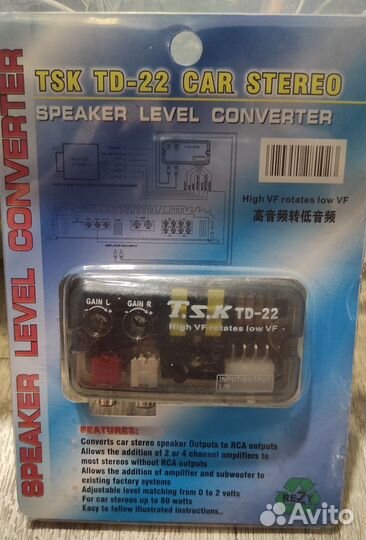 TSK TD-22 CAR STEREO
SPEAKER LEVEL CONVERTER
SPEAKER LEVEL CONVERTER
AMPLIFIER RCA INPUT
High VF rotates low VF
高音频转低音频
GAIN L
GAIN R
T.S.K TD-22
High VF rotates low VF
INPUT/OUTPUT
L/R
FEATURES:
Converts car stereo speaker Outputs to RCA outputs
Allows the addition of 2 or 4 channel amplifiers to
most stereos without RCA outputs
Allows the addition of amplifier and subwoofer to
existing factory systems
Adjustable level matching from 0 to 2 volts
For car stereos up to 80 watts
Easy to follow illustrated instructions..
Avito